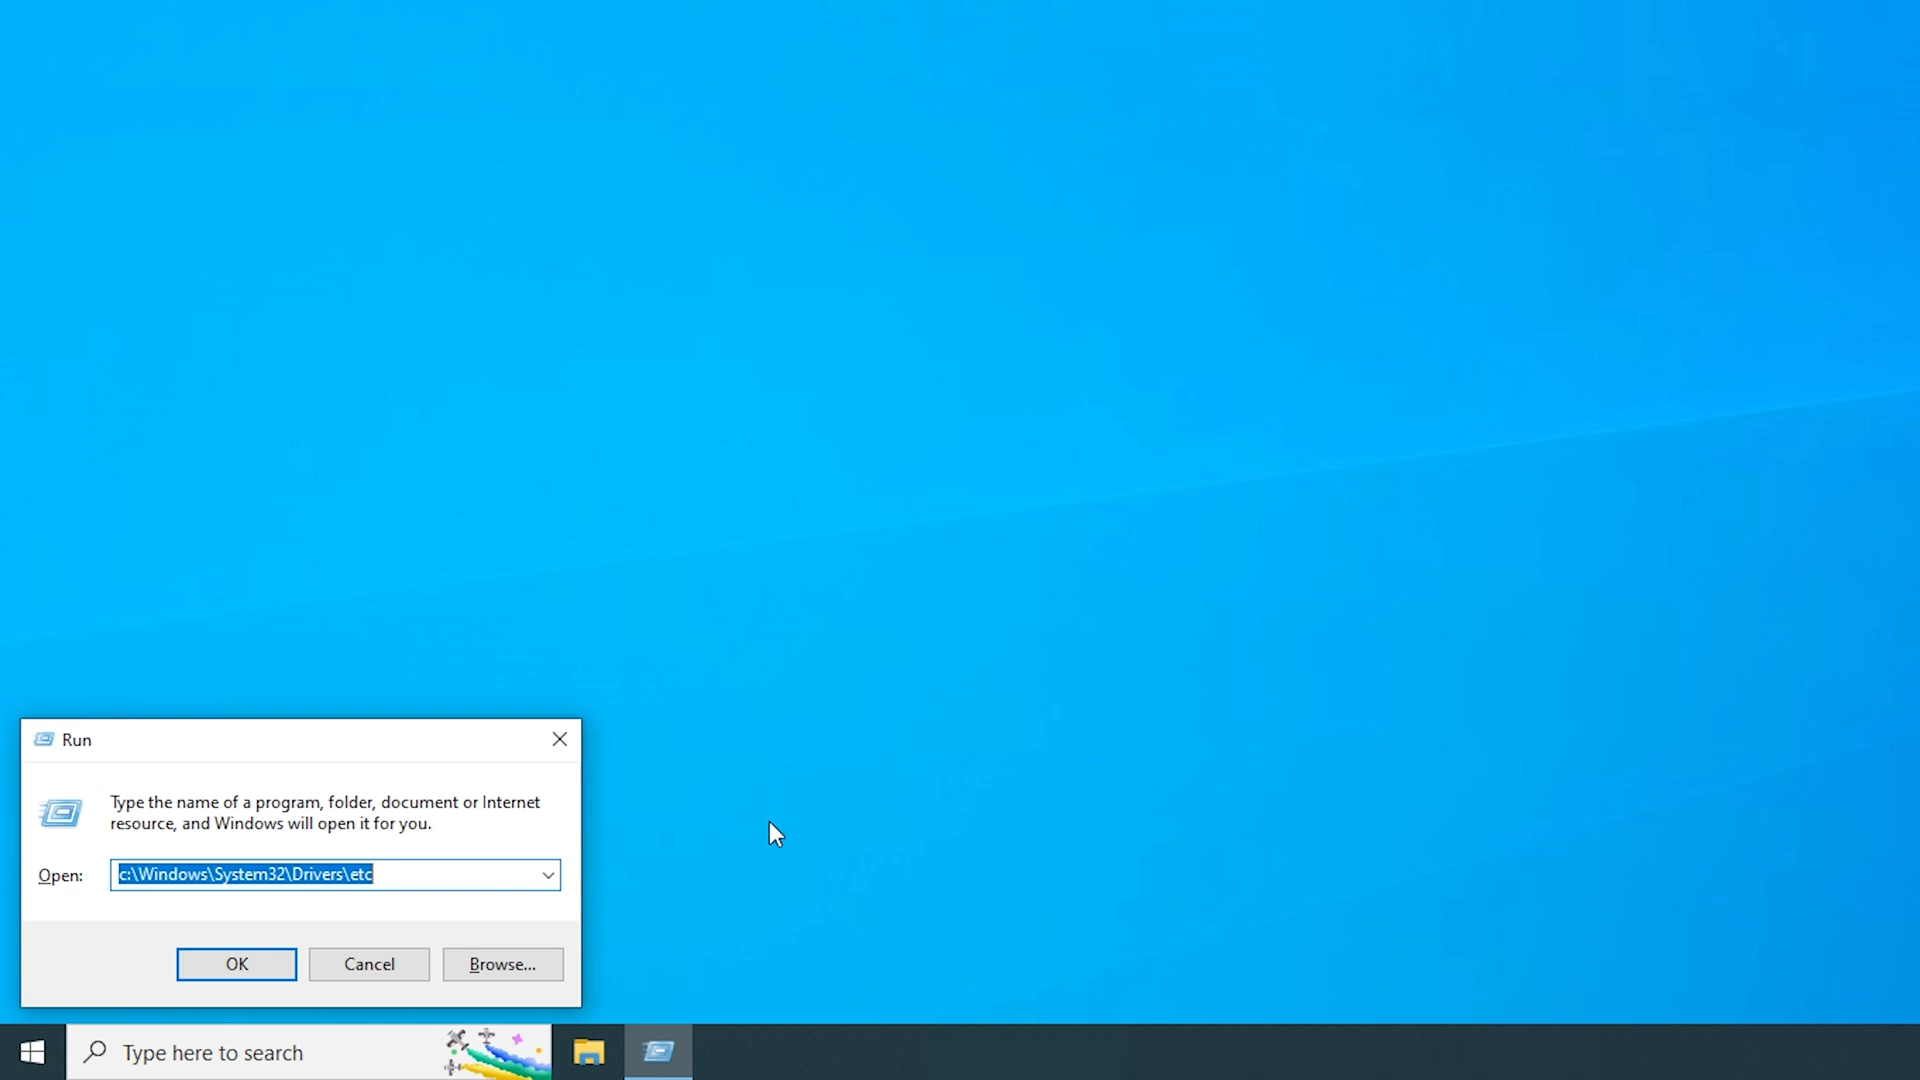 Run
Type the name of a program, folder, document or Internet
resource, and Windows will open it for you.
Open:
c:\Windows\System32\Drivers\etc
OK
Cancel
Browse...
Type here to search